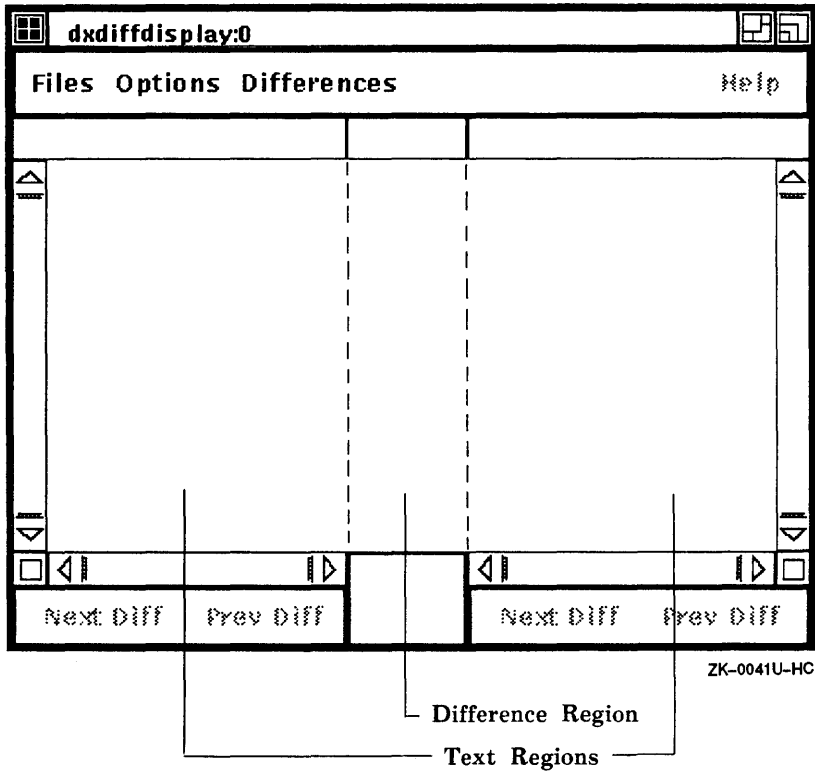 dxdiffdisplay:0
Files Options Differences Help
Next Diff Prev Diff Next Diff Prev Diff
ZK-0041U-HC
Difference Region
Text Regions